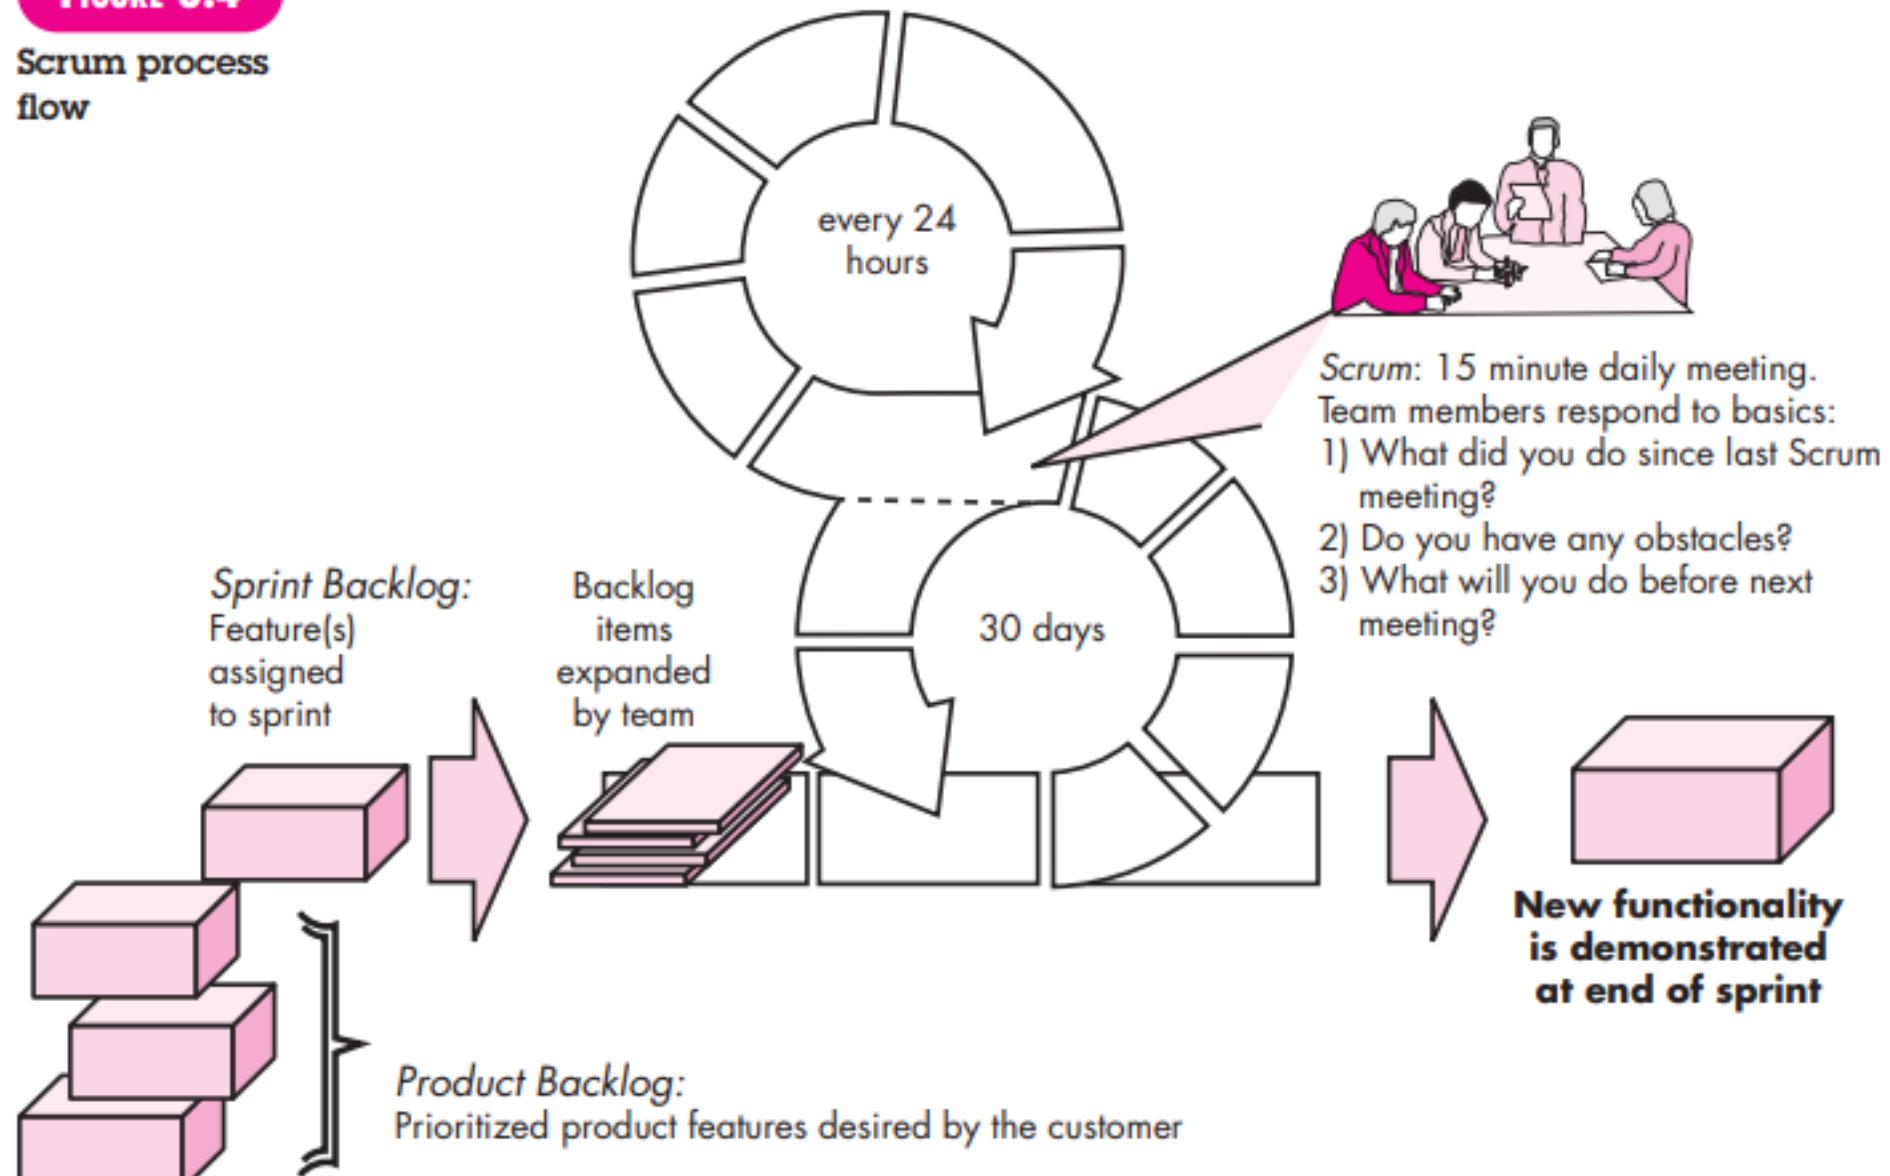 Scrum process
flow
every 24
hours
Scrum: 15 minute daily meeting.
Team members respond to basics:
1) What did you do since last Scrum
meeting?
2) Do you have any obstacles?
3) What will you do before next
meeting?
Sprint Backlog:
Feature(s)
assigned
to sprint
Backlog
items
expanded
by team
30 days
New functionality
is demonstrated
at end of sprint
Product Backlog:
Prioritized product features desired by the customer